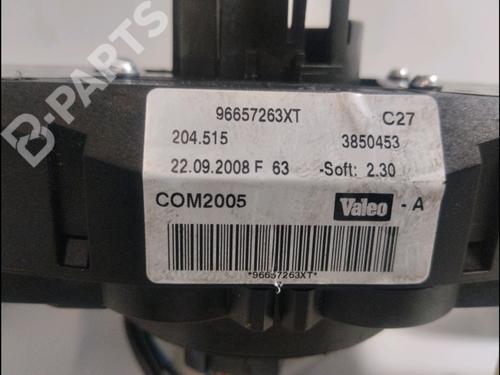 B-PARTS
96657263XT C27
204.515 3850453
22.09.2008 F 63 -Soft: 2.30
COM2005 Valeo - A
*96657263XT*